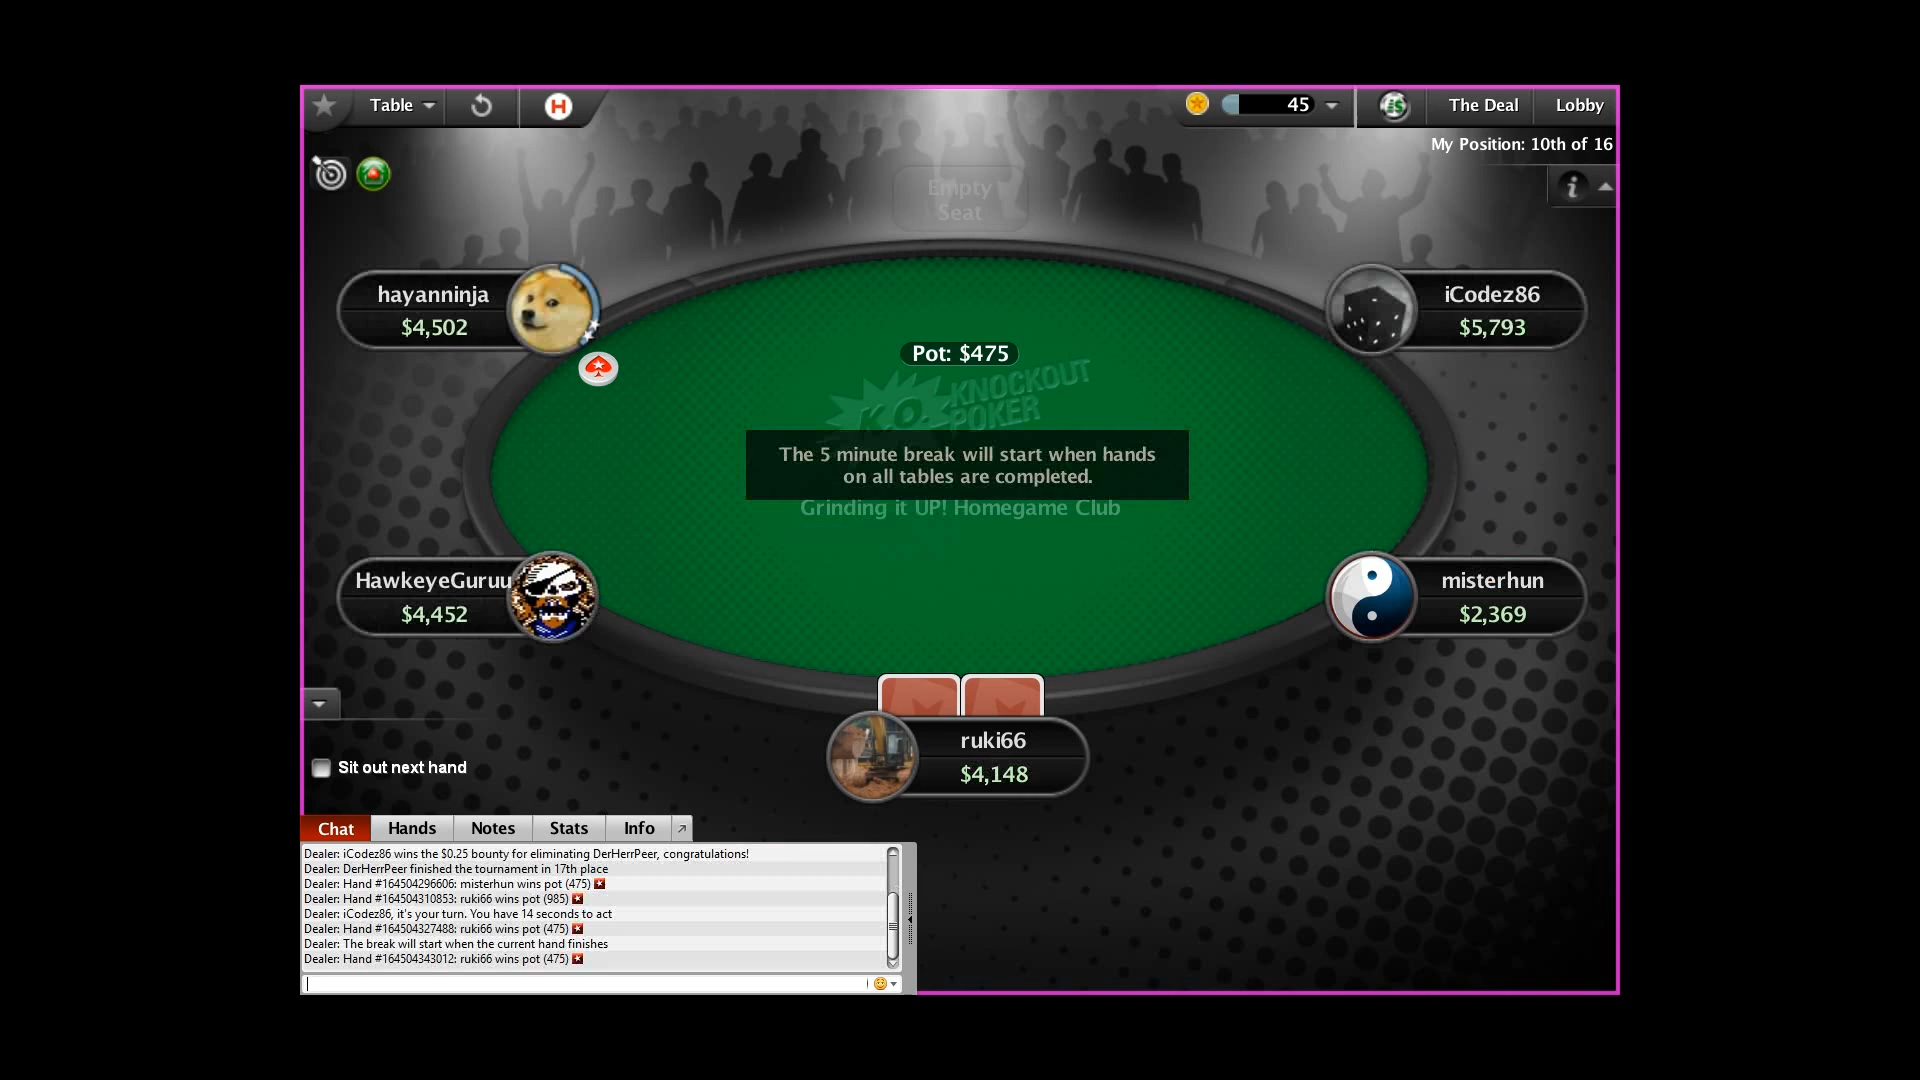 Table
H
45
The Deal
Lobby
My Position: 10th of 16
i
Empty
Seat
hayanninja
$4,502
iCodez86
$5,793
Pot: $475
K.O. KNOCKOUT
POKER
The 5 minute break will start when hands
on all tables are completed.
Grinding it UP! Homegame Club
HawkeyeGuruu
$4,452
misterhun
$2,369
ruki66
$4,148
Sit out next hand
Chat
Hands
Notes
Stats
Info
Dealer: iCodez86 wins the $0.25 bounty for eliminating DerHerrPeer, congratulations!
Dealer: DerHerrPeer finished the tournament in 17th place
Dealer: Hand #164504296606: misterhun wins pot (475)
Dealer: Hand #164504310853: ruki66 wins pot (985)
Dealer: iCodez86, it's your turn. You have 14 seconds to act
Dealer: Hand #164504327488: ruki66 wins pot (475)
Dealer: The break will start when the current hand finishes
Dealer: Hand #164504343012: ruki66 wins pot (475)